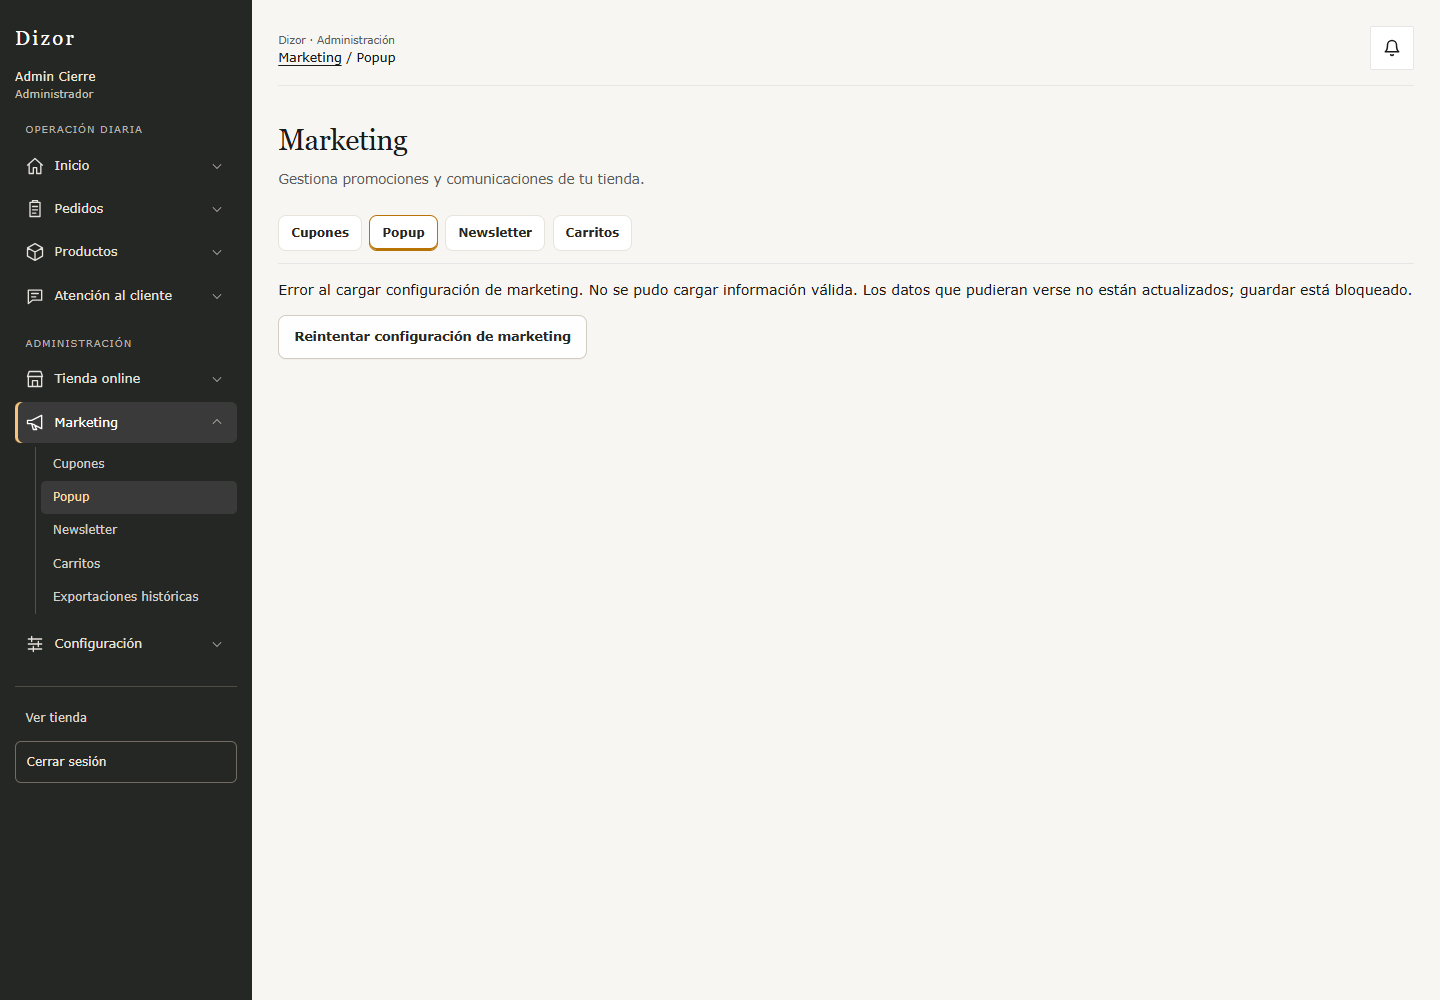 Dizor
Admin Cierre
Administrador
OPERACIÓN DIARIA
Inicio
Pedidos
Productos
Atención al cliente
ADMINISTRACIÓN
Tienda online
Marketing
Cupones
Popup
Newsletter
Carritos
Exportaciones históricas
Configuración
Ver tienda
Cerrar sesión
Dizor · Administración
Marketing / Popup
Marketing
Gestiona promociones y comunicaciones de tu tienda.
Cupones Popup Newsletter Carritos
Error al cargar configuración de marketing. No se pudo cargar información válida. Los datos que pudieran verse no están actualizados; guardar está bloqueado.
Reintentar configuración de marketing